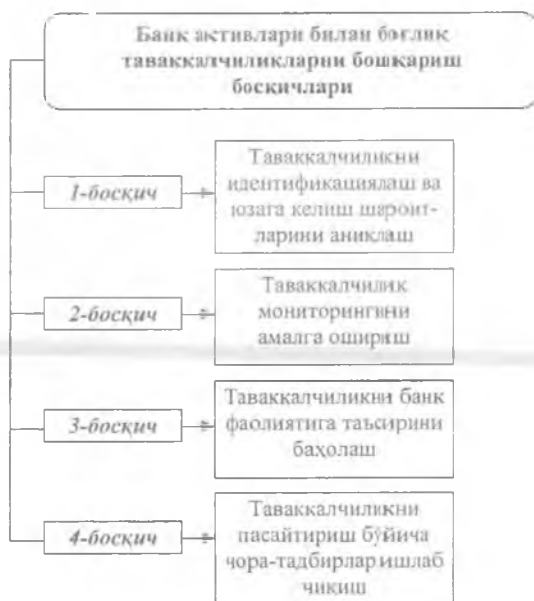 Банк активлари билан боғлиқ
таваккалчиликларни бошқариш
босқичлари
1-босқич
Таваккалчиликни
идентификациялаш ва
юзага келиш шароит-
ларини аниқлаш
2-босқич
Таваккалчилик
мониторингини
амалга ошириш
3-босқич
Таваккалчиликни банк
фаолиятига таъсирини
баҳолаш
4-босқич
Таваккалчиликни
пасайтириш бўйича
чора-тадбирлар ишлаб
чиқиш